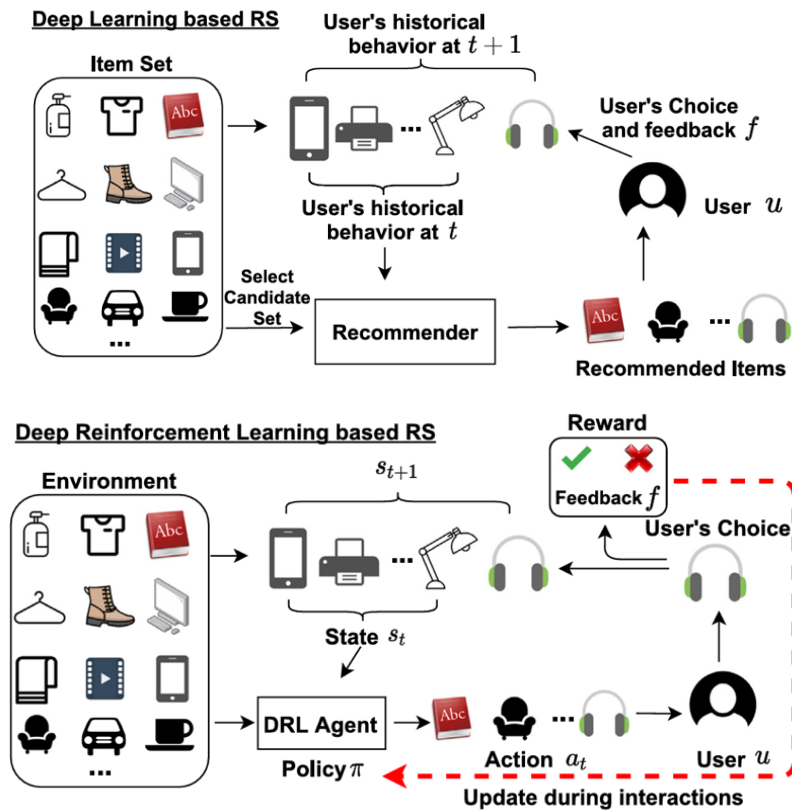 Deep Learning based RS
User's historical
behavior at t + 1
Item Set
Abc
...
User's Choice
and feedback f
User's historical
behavior at t
User u
Select
Candidate
Set
Recommender
Abc
...
...
Recommended Items
Deep Reinforcement Learning based RS
Reward
Environment
s_{t+1}
Feedback f
Abc
User's Choice
...
State s_t
DRL Agent
Abc
...
...
Policy π
Action a_t
User u
Update during interactions